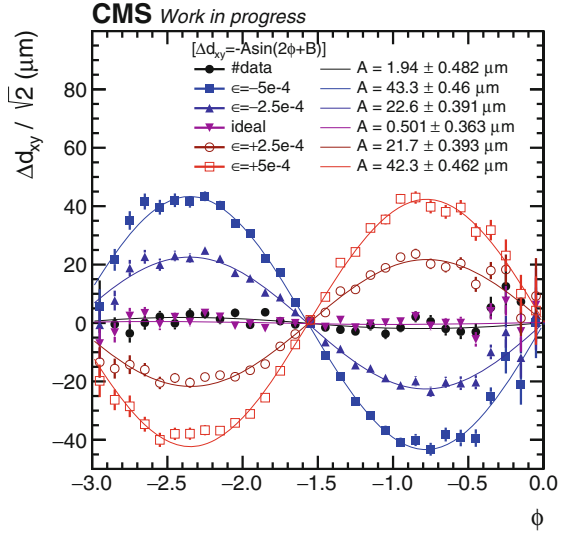 CMS Work in progress
[Δd_xy=-Asin(2ϕ+B)]
#data A = 1.94 ± 0.482 μm
ϵ=-5e-4 A = 43.3 ± 0.46 μm
ϵ=-2.5e-4 A = 22.6 ± 0.391 μm
ideal A = 0.501 ± 0.363 μm
ϵ=+2.5e-4 A = 21.7 ± 0.393 μm
ϵ=+5e-4 A = 42.3 ± 0.462 μm
Δd_xy / √2 (μm)
80
60
40
20
0
−20
−40
−3.0 −2.5 −2.0 −1.5 −1.0 −0.5 0.0
ϕ